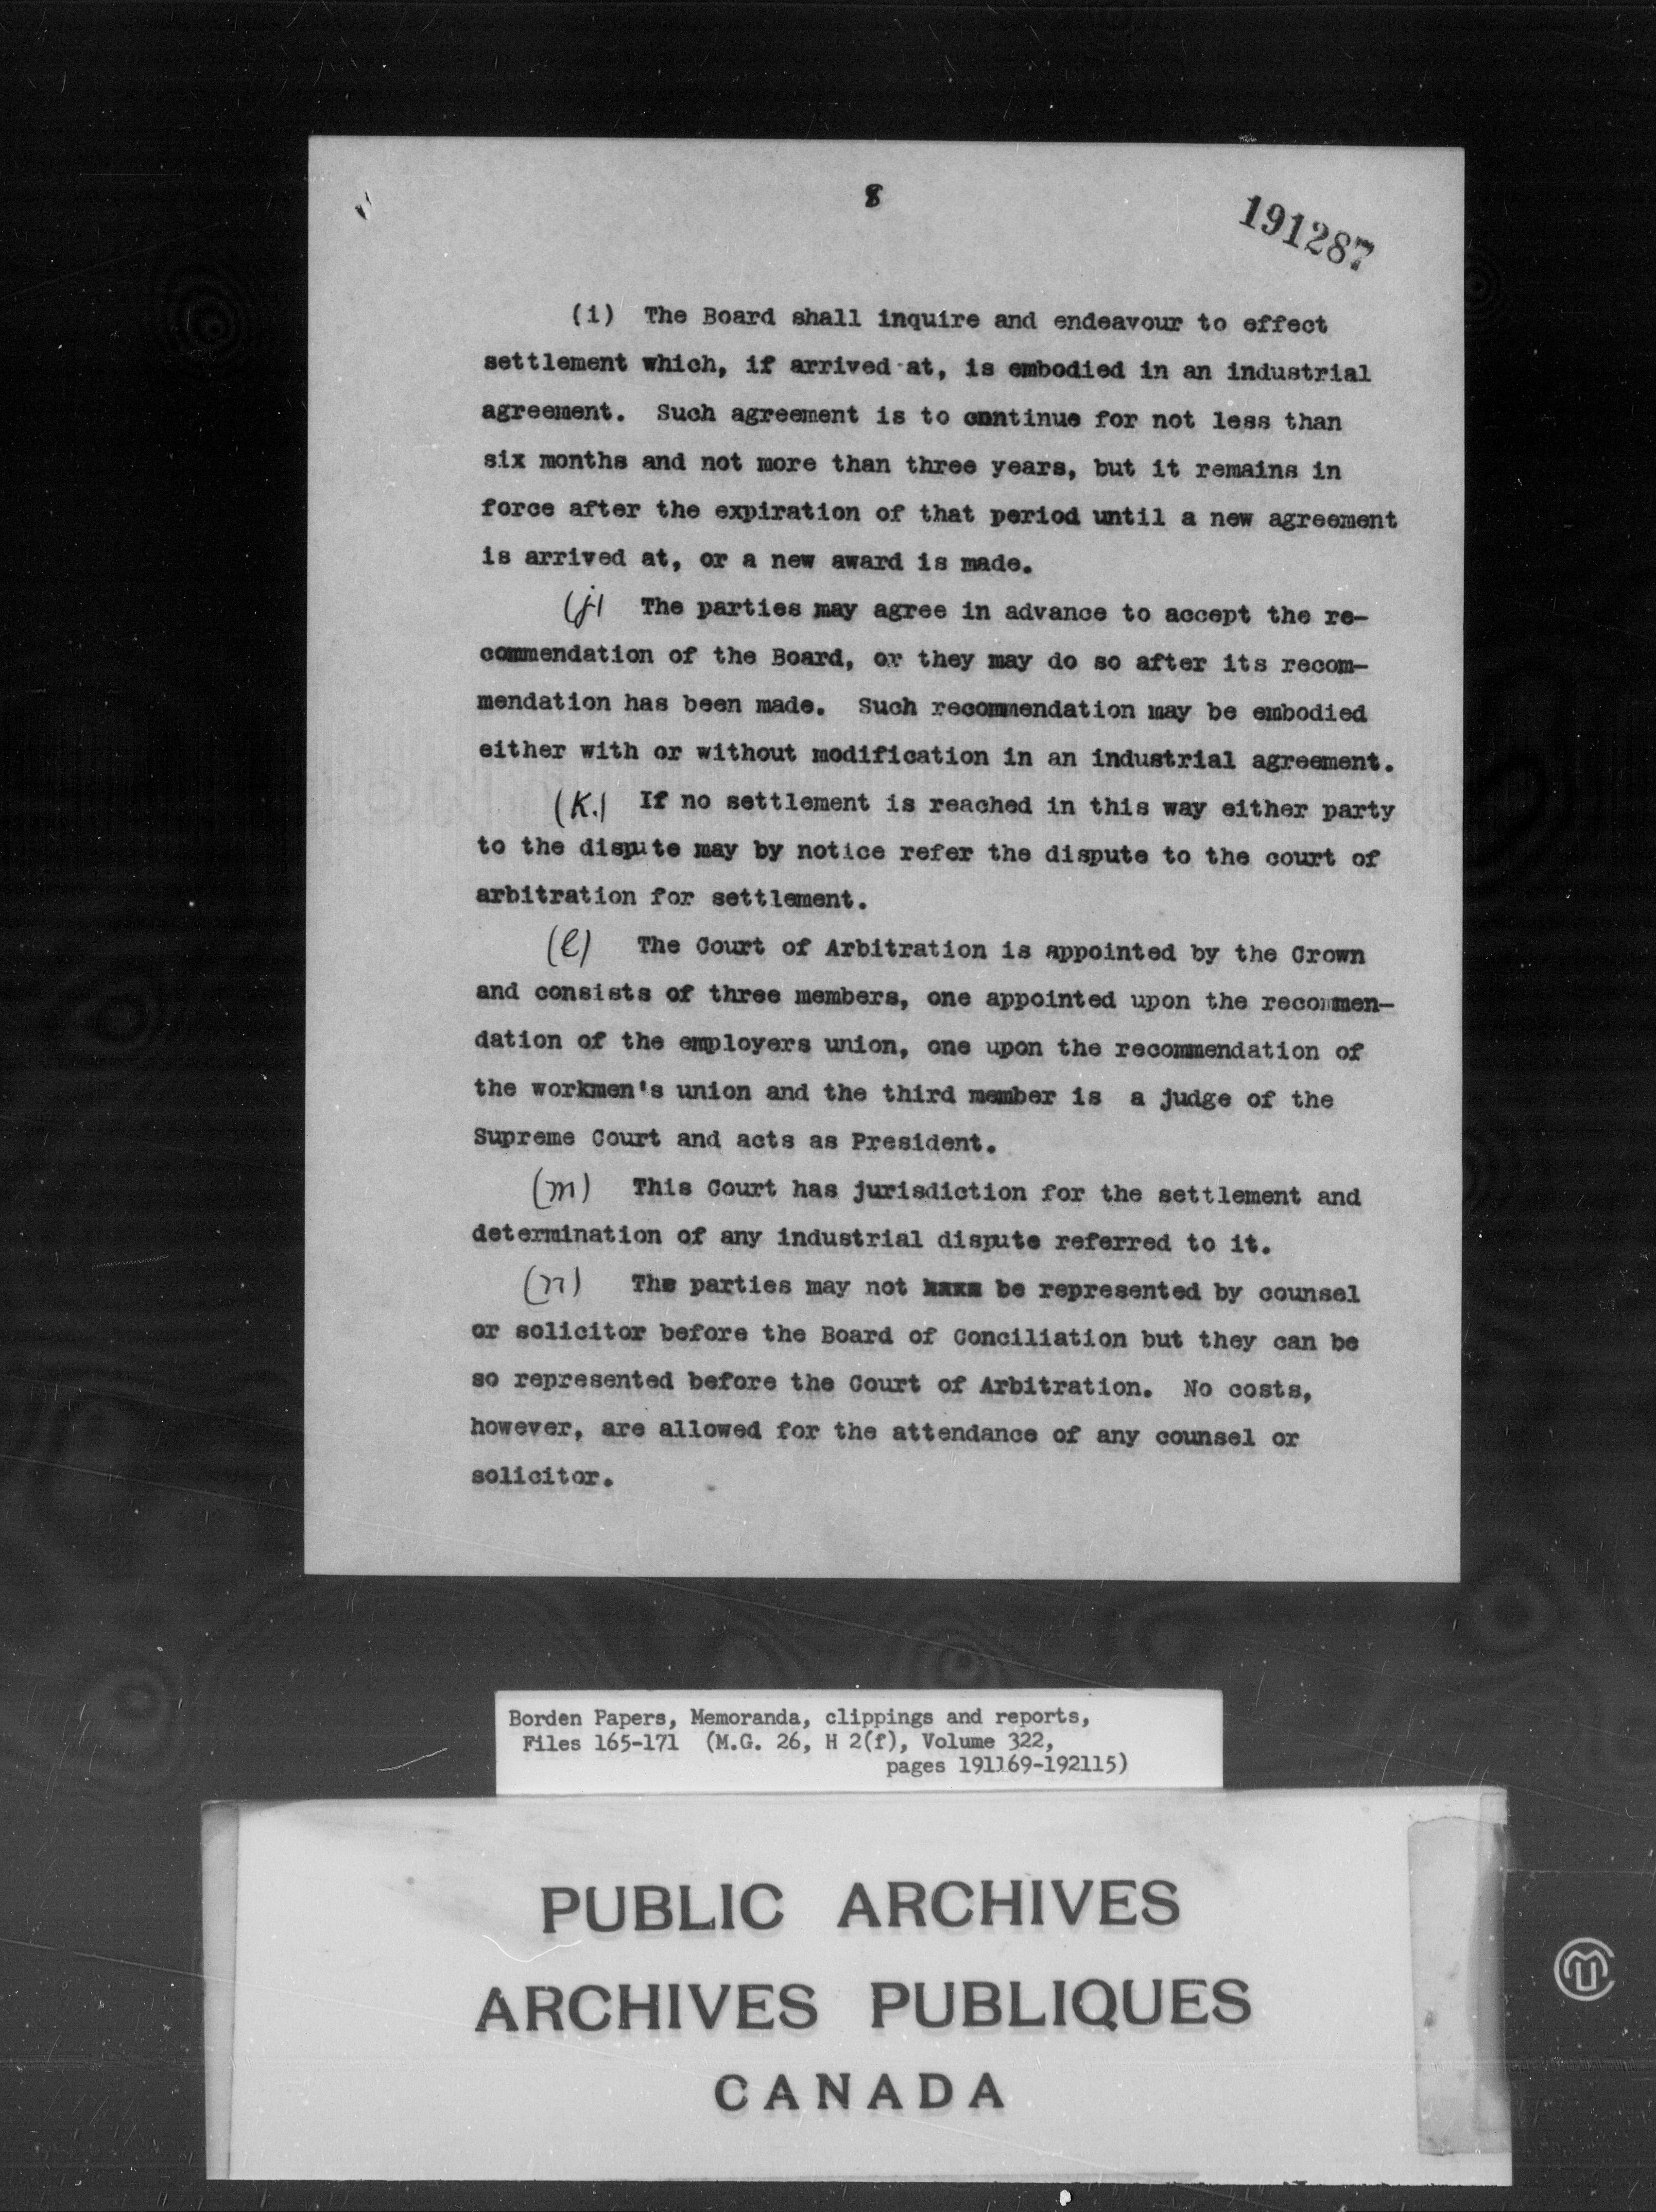 8
191287
(i) The Board shall inquire and endeavour to effect
settlement which, if arrived at, is embodied in an industrial
agreement. Such agreement is to continue for not less than
six months and not more than three years, but it remains in
force after the expiration of that period until a new agreement
is arrived at, or a new award is made.
(j) The parties may agree in advance to accept the re-
commendation of the Board, or they may do so after its recom-
mendation has been made. Such recommendation may be embodied
either with or without modification in an industrial agreement.
(K.) If no settlement is reached in this way either party
to the dispute may by notice refer the dispute to the court of
arbitration for settlement.
(l) The Court of Arbitration is appointed by the Crown
and consists of three members, one appointed upon the recommen-
dation of the employers union, one upon the recommendation of
the workmen's union and the third member is a judge of the
Supreme Court and acts as President.
(m) This Court has jurisdiction for the settlement and
determination of any industrial dispute referred to it.
(n) The parties may not be represented by counsel
or solicitor before the Board of Conciliation but they can be
so represented before the Court of Arbitration. No costs,
however, are allowed for the attendance of any counsel or
solicitor.
Borden Papers, Memoranda, clippings and reports,
Files 165-171 (M.G. 26, H 2(f), Volume 322,
pages 191169-192115)
PUBLIC ARCHIVES
ARCHIVES PUBLIQUES
CANADA